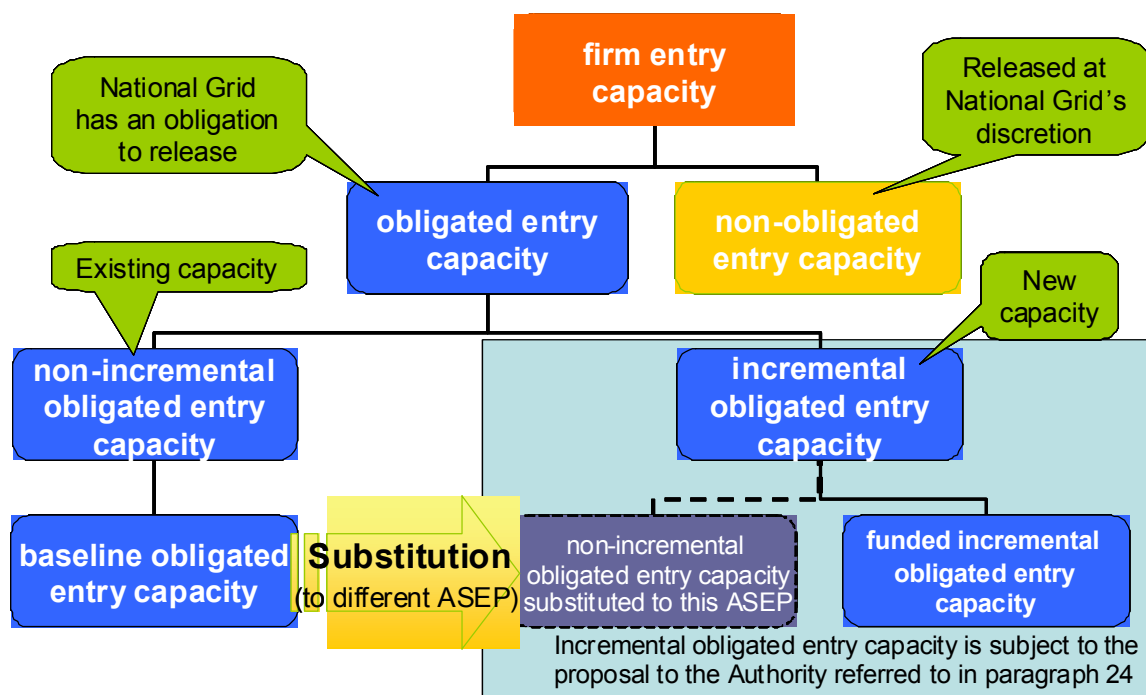 firm entry
capacity
National Grid
has an obligation
to release
Released at
National Grid's
discretion
obligated entry
capacity
non-obligated
entry capacity
Existing capacity
New
capacity
non-incremental
obligated entry
capacity
incremental
obligated entry
capacity
baseline obligated
entry capacity
Substitution
(to different ASEP)
non-incremental
obligated entry capacity
substituted to this ASEP
funded incremental
obligated entry
capacity
Incremental obligated entry capacity is subject to the
proposal to the Authority referred to in paragraph 24